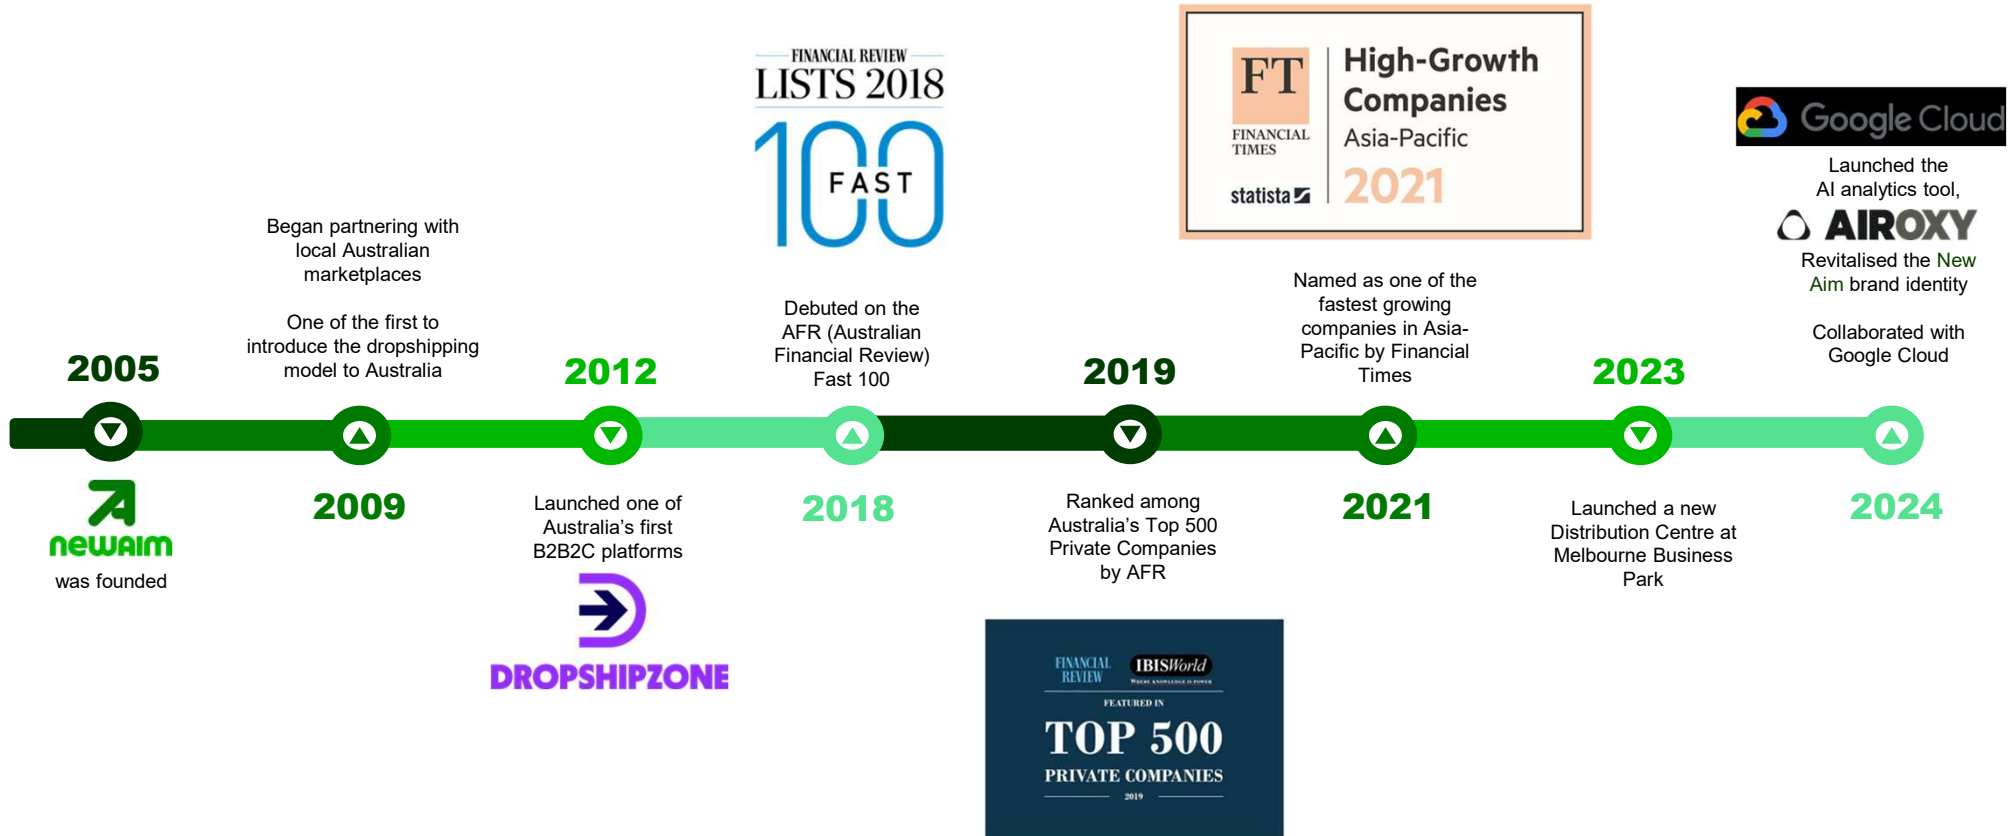 2005
newaim
was founded
Began partnering with
local Australian
marketplaces
One of the first to
introduce the dropshipping
model to Australia
2009
2012
Launched one of
Australia's first
B2B2C platforms
DROPSHIPZONE
FINANCIAL REVIEW
LISTS 2018
100
FAST
Debuted on the
AFR (Australian
Financial Review)
Fast 100
2018
2019
Ranked among
Australia's Top 500
Private Companies
by AFR
FINANCIAL
REVIEW
IBISWorld
WHERE KNOWLEDGE IS POWER
FEATURED IN
TOP 500
PRIVATE COMPANIES
2019
FT
FINANCIAL
TIMES
statista
High-Growth
Companies
Asia-Pacific
2021
Named as one of the
fastest growing
companies in Asia-
Pacific by Financial
Times
2021
2023
Launched a new
Distribution Centre at
Melbourne Business
Park
Google Cloud
Launched the
AI analytics tool,
AIROXY
Revitalised the New
Aim brand identity
Collaborated with
Google Cloud
2024